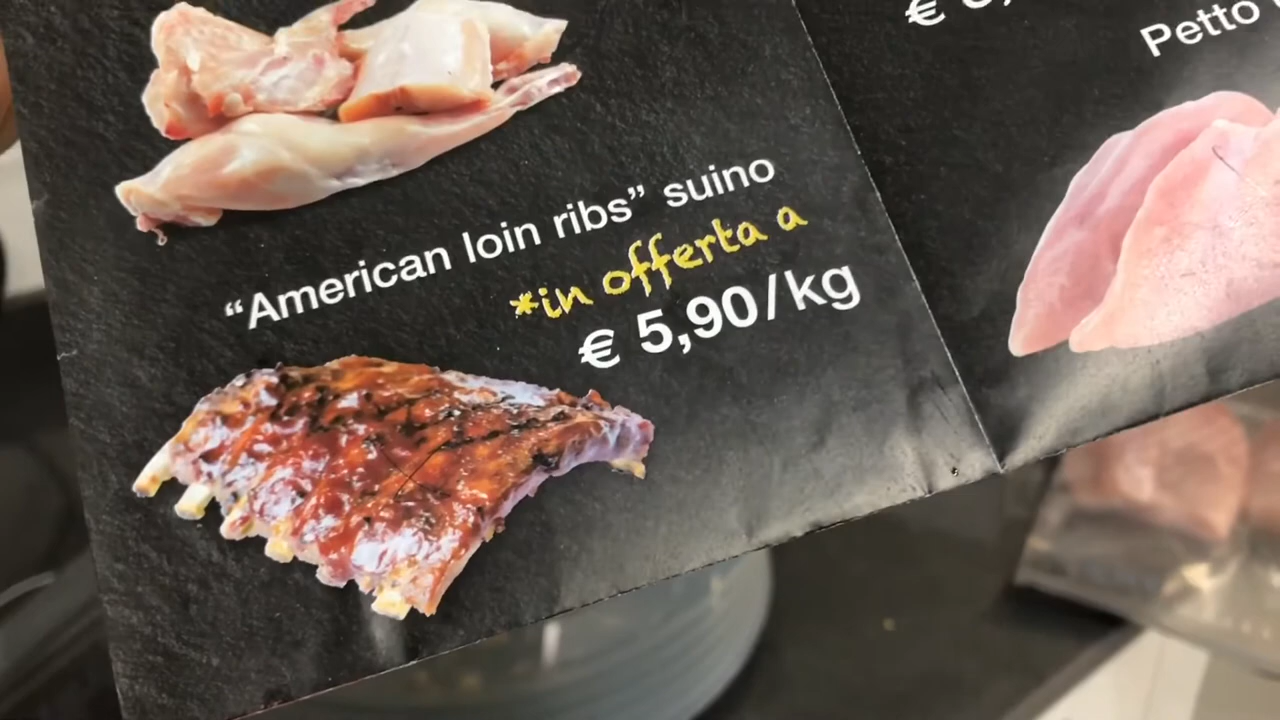 “American loin ribs” suino
*in offerta a
€ 5,90/kg
€
Petto